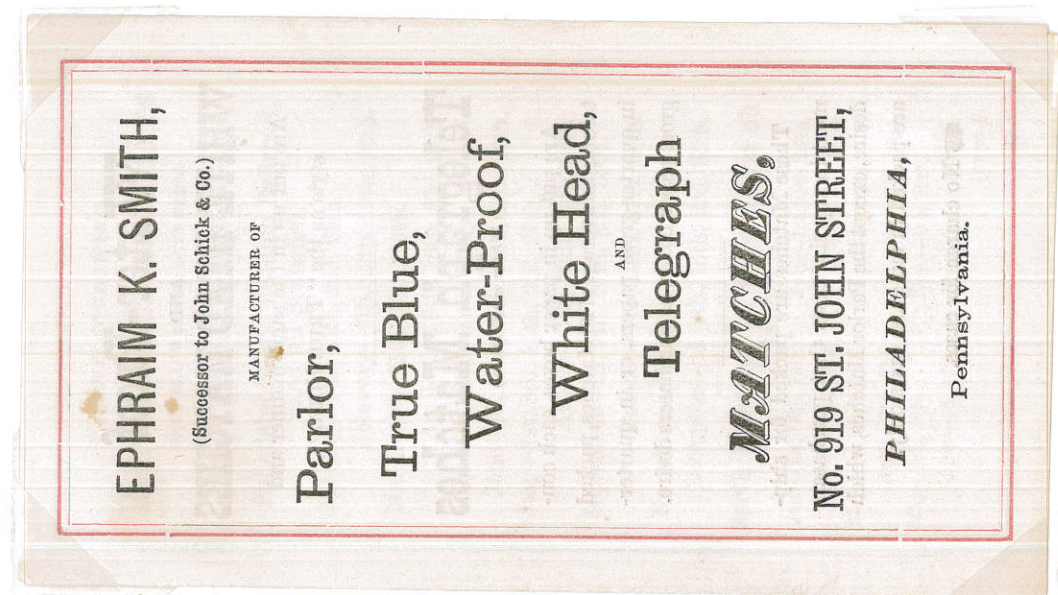 EPHRAIM K. SMITH,
(Successor to John Schick & Co.)
MANUFACTURER OF
Parlor,
True Blue,
Water-Proof,
White Head,
AND
Telegraph
MATCHES,
No. 919 ST. JOHN STREET,
PHILADELPHIA,
Pennsylvania.